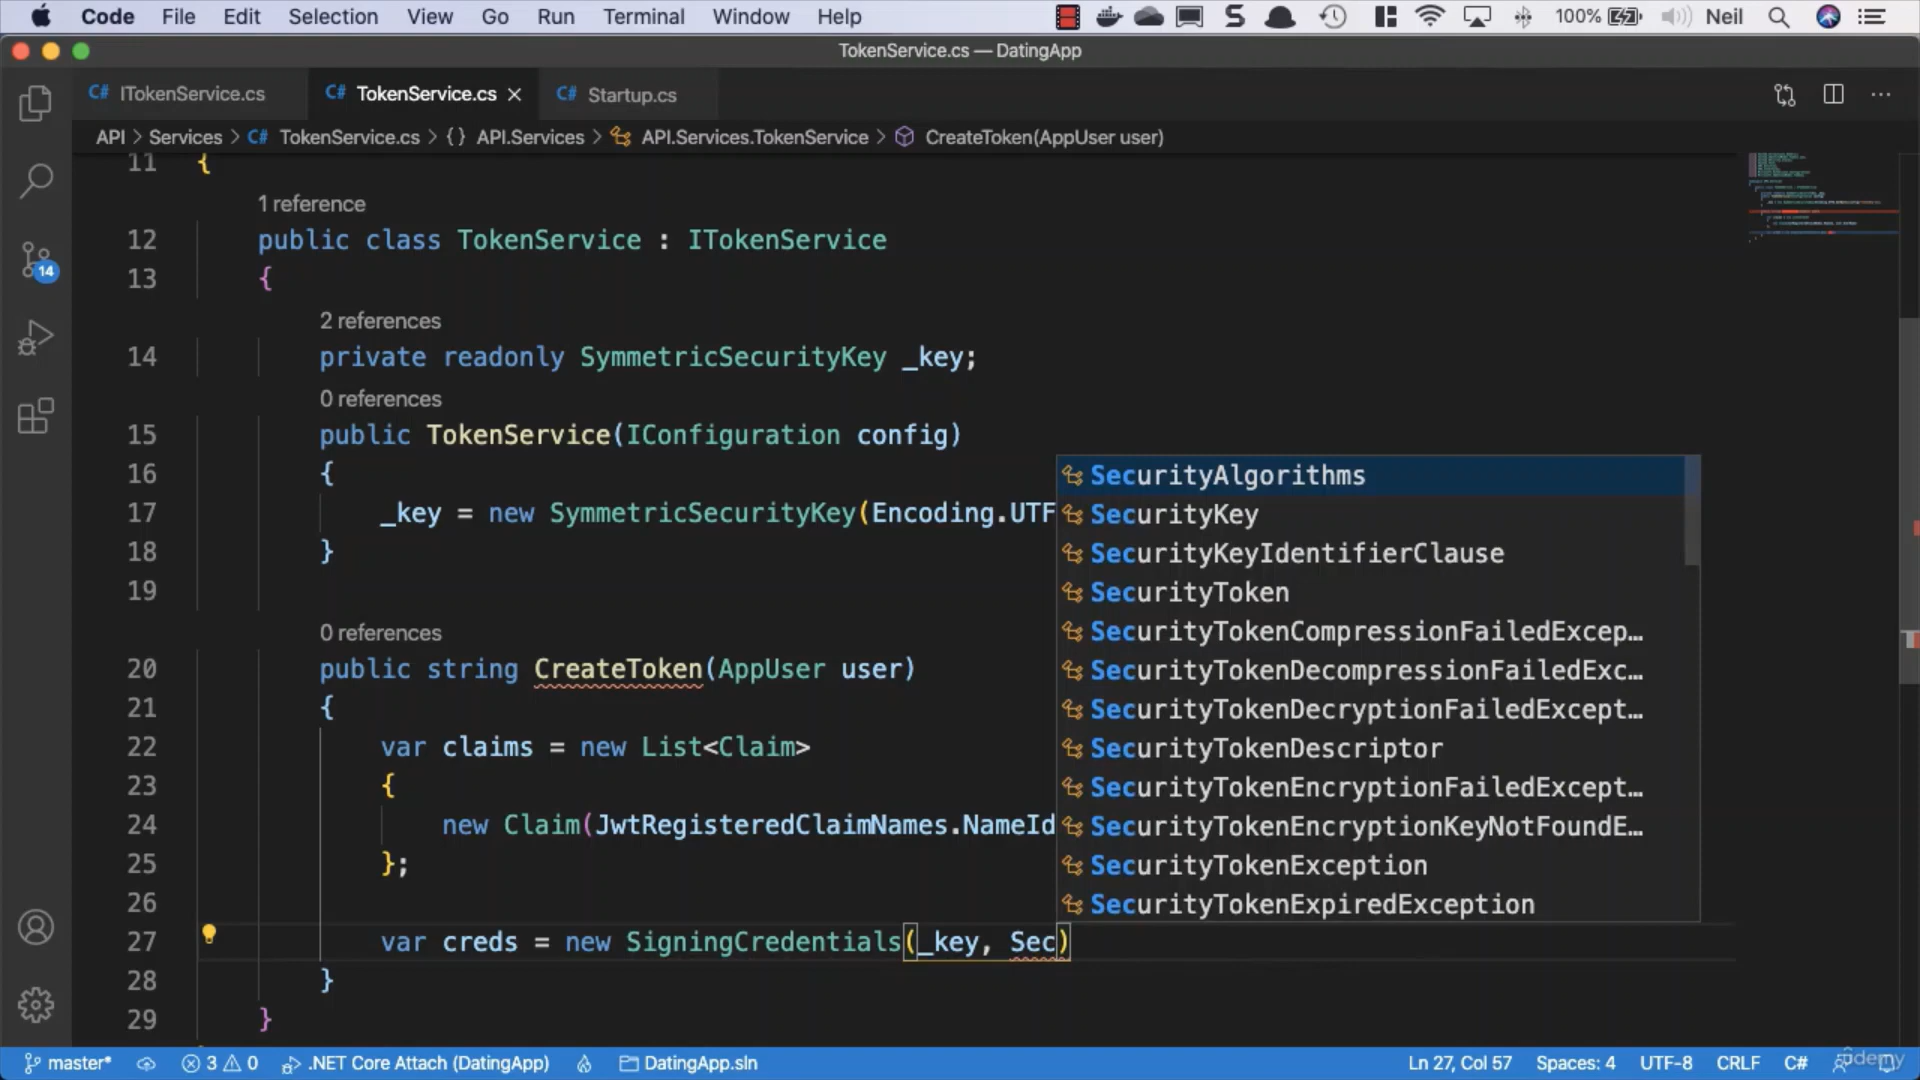 Code File Edit Selection View Go Run Terminal Window Help 100% Neil
TokenService.cs — DatingApp
C# ITokenService.cs C# TokenService.cs C# Startup.cs
API > Services > C# TokenService.cs > {} API.Services > API.Services.TokenService > CreateToken(AppUser user)
11 {
1 reference
12 public class TokenService : ITokenService
13 {
2 references
14 private readonly SymmetricSecurityKey _key;
0 references
15 public TokenService(IConfiguration config)
16 {
17 _key = new SymmetricSecurityKey(Encoding.UTF
18 }
19
0 references
20 public string CreateToken(AppUser user)
21 {
22 var claims = new List<Claim>
23 {
24 new Claim(JwtRegisteredClaimNames.NameId
25 };
26
27 var creds = new SigningCredentials(_key, Sec)
28 }
29 }
SecurityAlgorithms
SecurityKey
SecurityKeyIdentifierClause
SecurityToken
SecurityTokenCompressionFailedExcep…
SecurityTokenDecompressionFailedExc…
SecurityTokenDecryptionFailedExcept…
SecurityTokenDescriptor
SecurityTokenEncryptionFailedExcept…
SecurityTokenEncryptionKeyNotFoundE…
SecurityTokenException
SecurityTokenExpiredException
14
master* 3 0 .NET Core Attach (DatingApp) DatingApp.sln Ln 27, Col 57 Spaces: 4 UTF-8 CRLF C#
ûdemy